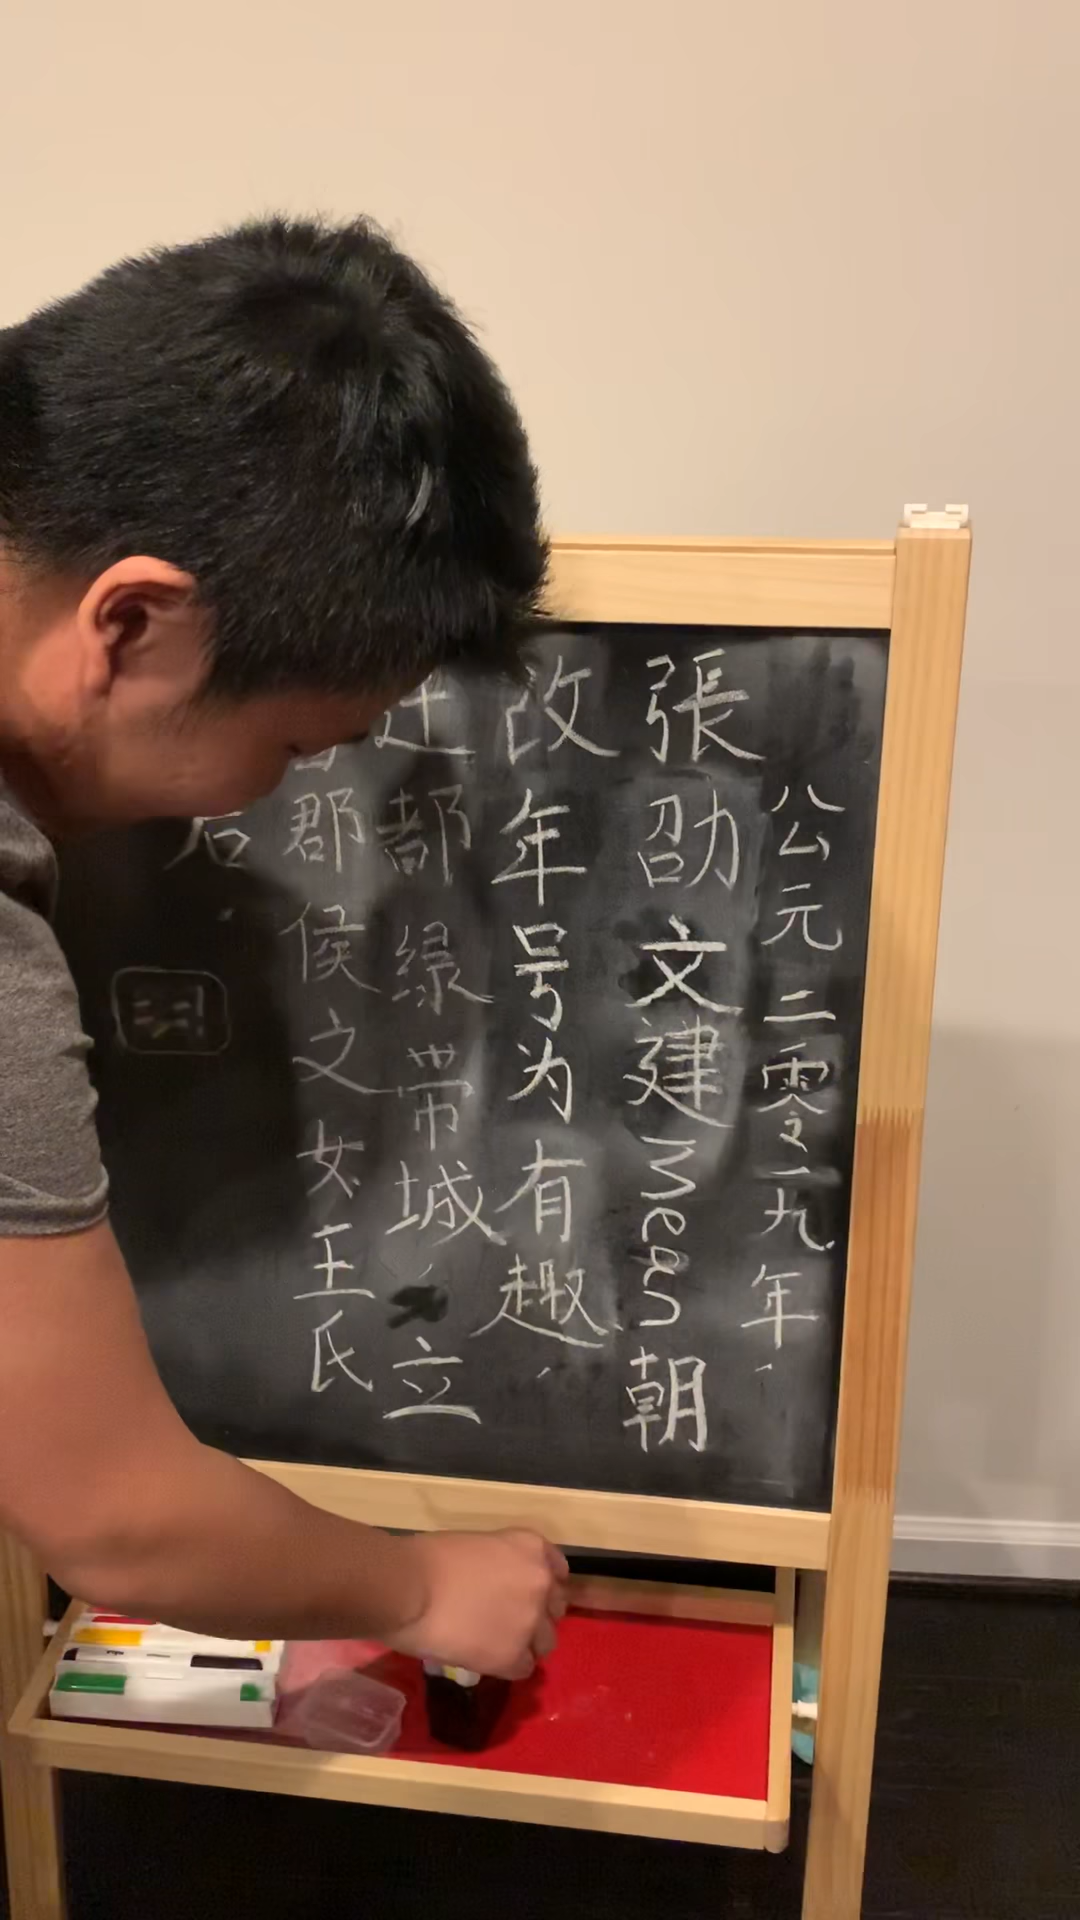 公元二零一九年，
張劭文建mean朝
改年号为有趣，
迁都绿带城，立
郡侯之女王氏
后.